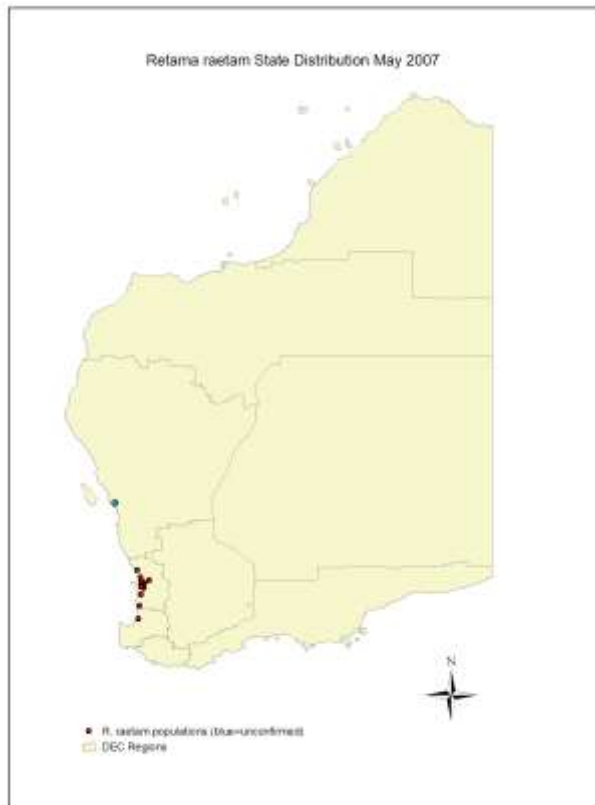 Retama raetam State Distribution May 2007
N
R. raetam populations (blue=unconfirmed)
DEC Regions